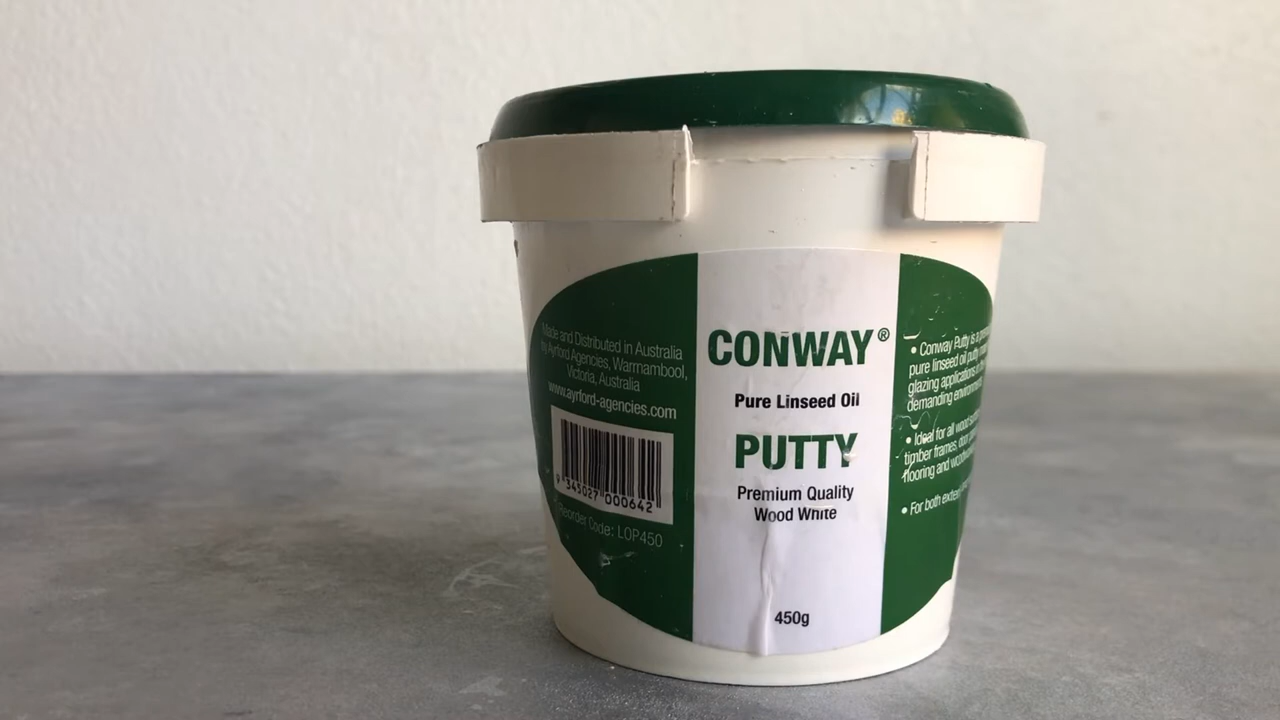 Made and Distributed in Australia
by Ayrford Agencies, Warrnambool,
Victoria, Australia
www.ayrford-agencies.com
9 345027 000642
Reorder Code: LOP450
CONWAY®
Pure Linseed Oil
PUTTY
Premium Quality
Wood White
450g
• Conway Putty is a
pure linseed oil putty
glazing applications in
demanding
• Ideal for all wood
timber frames, door
flooring and
• For both